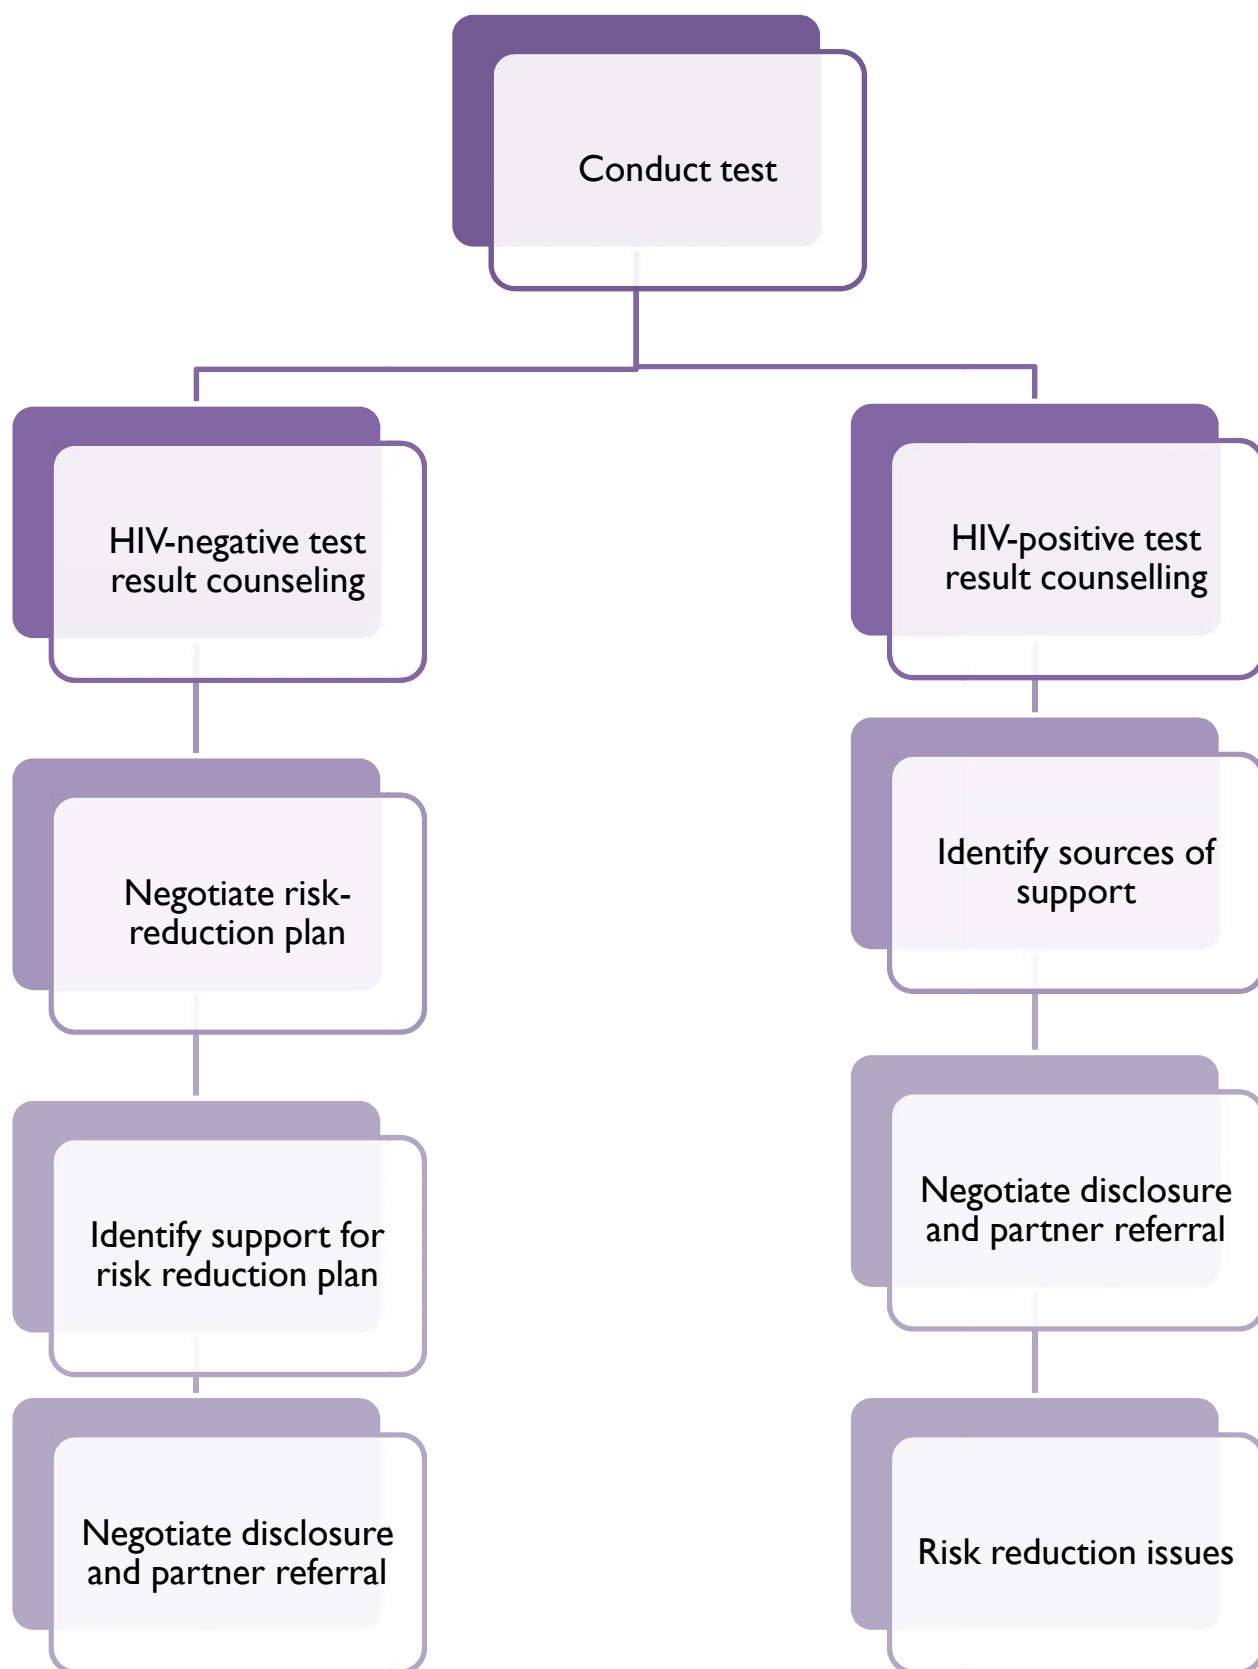 Conduct test
HIV-negative test
result counseling
Negotiate risk-
reduction plan
Identify support for
risk reduction plan
Negotiate disclosure
and partner referral
HIV-positive test
result counselling
Identify sources of
support
Negotiate disclosure
and partner referral
Risk reduction issues